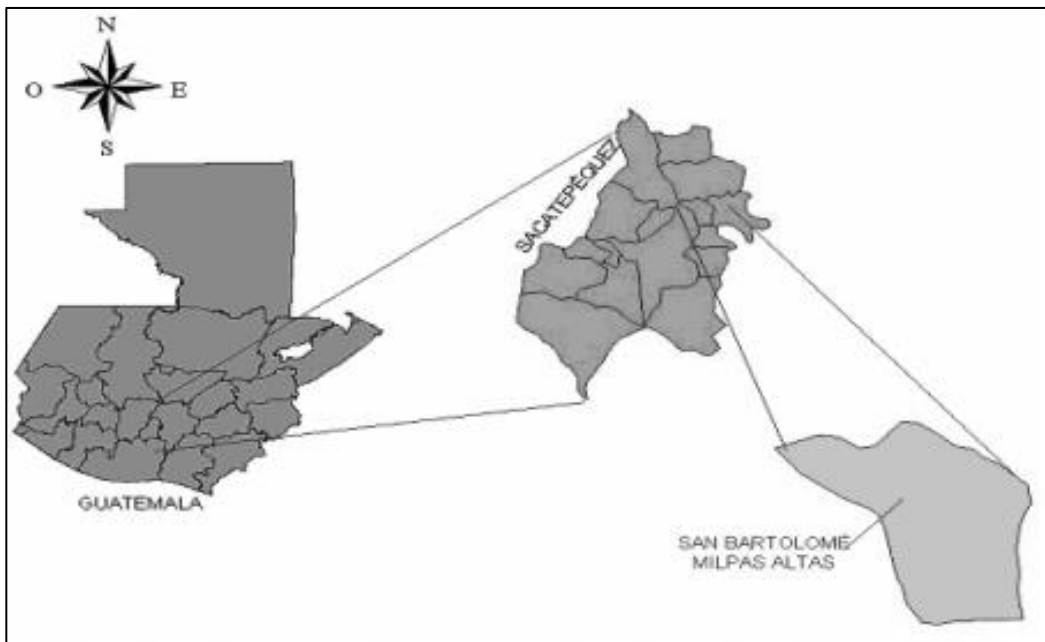 N
O
E
S
SACATEPÉQUEZ
GUATEMALA
SAN BARTOLOMÉ
MILPAS ALTAS